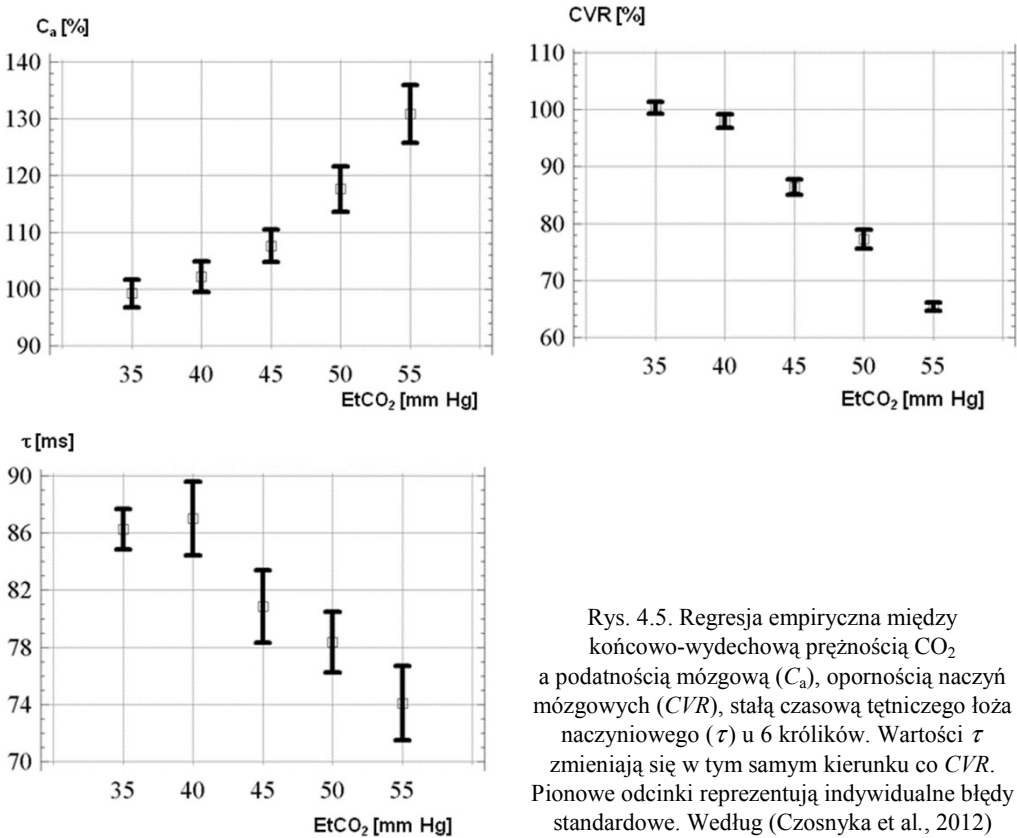 C_a [%]
140
130
120
110
100
90
35 40 45 50 55
EtCO₂ [mm Hg]
CVR [%]
110
100
90
80
70
60
35 40 45 50 55
EtCO₂ [mm Hg]
τ [ms]
90
86
82
78
74
70
35 40 45 50 55
EtCO₂ [mm Hg]
Rys. 4.5. Regresja empiryczna między
końcowo-wydechową prężnością CO₂
a podatnością mózgową (C_a), opornością naczyń
mózgowych (CVR), stałą czasową tętniczego łoża
naczyniowego (τ) u 6 królików. Wartości τ
zmieniają się w tym samym kierunku co CVR.
Pionowe odcinki reprezentują indywidualne błędy
standardowe. Według (Czosnyka et al., 2012)